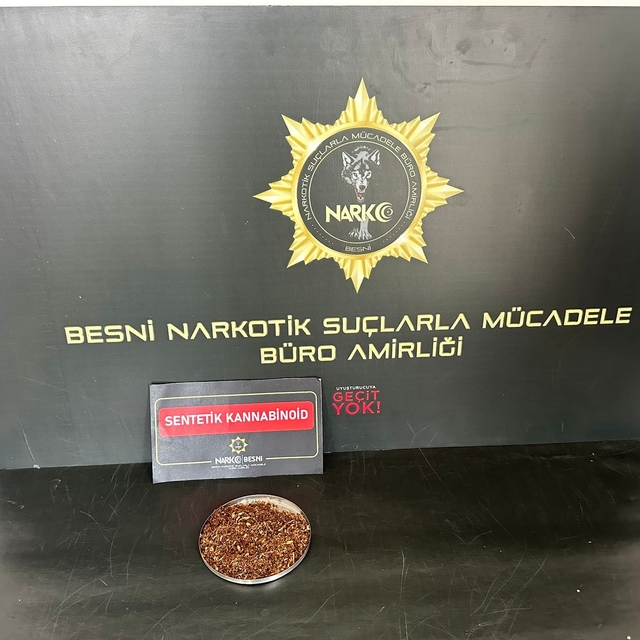 NARKOTİK SUÇLARLA MÜCADELE BÜRO AMİRLİĞİ
NARKO
BESNİ
BESNİ NARKOTİK SUÇLARLA MÜCADELE
BÜRO AMİRLİĞİ
UYUŞTURUCUYA
GEÇİT
YOK!
SENTETİK KANNABİNOİD
NARKO BESNİ